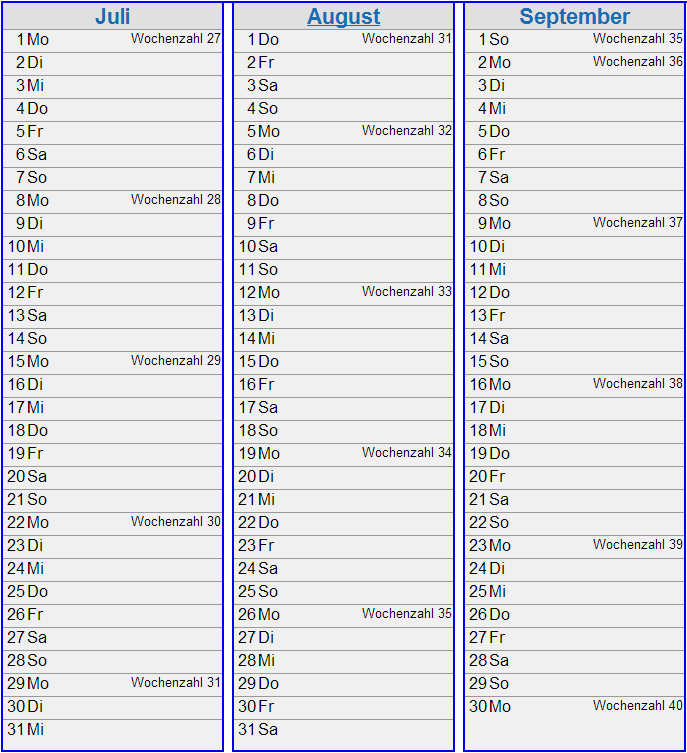 Juli
1 Mo Wochenzahl 27
2 Di
3 Mi
4 Do
5 Fr
6 Sa
7 So
8 Mo Wochenzahl 28
9 Di
10 Mi
11 Do
12 Fr
13 Sa
14 So
15 Mo Wochenzahl 29
16 Di
17 Mi
18 Do
19 Fr
20 Sa
21 So
22 Mo Wochenzahl 30
23 Di
24 Mi
25 Do
26 Fr
27 Sa
28 So
29 Mo Wochenzahl 31
30 Di
31 Mi
August
1 Do Wochenzahl 31
2 Fr
3 Sa
4 So
5 Mo Wochenzahl 32
6 Di
7 Mi
8 Do
9 Fr
10 Sa
11 So
12 Mo Wochenzahl 33
13 Di
14 Mi
15 Do
16 Fr
17 Sa
18 So
19 Mo Wochenzahl 34
20 Di
21 Mi
22 Do
23 Fr
24 Sa
25 So
26 Mo Wochenzahl 35
27 Di
28 Mi
29 Do
30 Fr
31 Sa
September
1 So Wochenzahl 35
2 Mo Wochenzahl 36
3 Di
4 Mi
5 Do
6 Fr
7 Sa
8 So
9 Mo Wochenzahl 37
10 Di
11 Mi
12 Do
13 Fr
14 Sa
15 So
16 Mo Wochenzahl 38
17 Di
18 Mi
19 Do
20 Fr
21 Sa
22 So
23 Mo Wochenzahl 39
24 Di
25 Mi
26 Do
27 Fr
28 Sa
29 So
30 Mo Wochenzahl 40